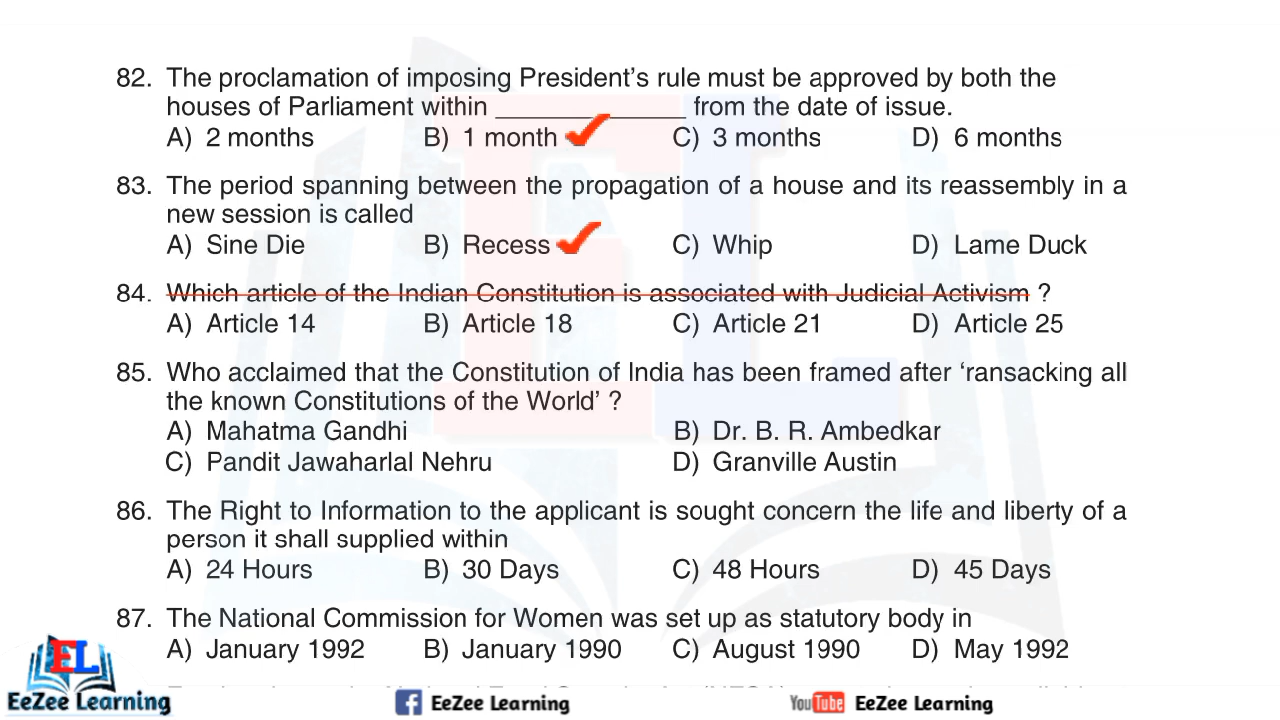 82. The proclamation of imposing President's rule must be approved by both the
houses of Parliament within _____________ from the date of issue.
A) 2 months B) 1 month C) 3 months D) 6 months
83. The period spanning between the propagation of a house and its reassembly in a
new session is called
A) Sine Die B) Recess C) Whip D) Lame Duck
84. Which article of the Indian Constitution is associated with Judicial Activism ?
A) Article 14 B) Article 18 C) Article 21 D) Article 25
85. Who acclaimed that the Constitution of India has been framed after 'ransacking all
the known Constitutions of the World' ?
A) Mahatma Gandhi B) Dr. B. R. Ambedkar
C) Pandit Jawaharlal Nehru D) Granville Austin
86. The Right to Information to the applicant is sought concern the life and liberty of a
person it shall supplied within
A) 24 Hours B) 30 Days C) 48 Hours D) 45 Days
87. The National Commission for Women was set up as statutory body in
A) January 1992 B) January 1990 C) August 1990 D) May 1992
EL
EeZee Learning
EeZee Learning
YouTube EeZee Learning